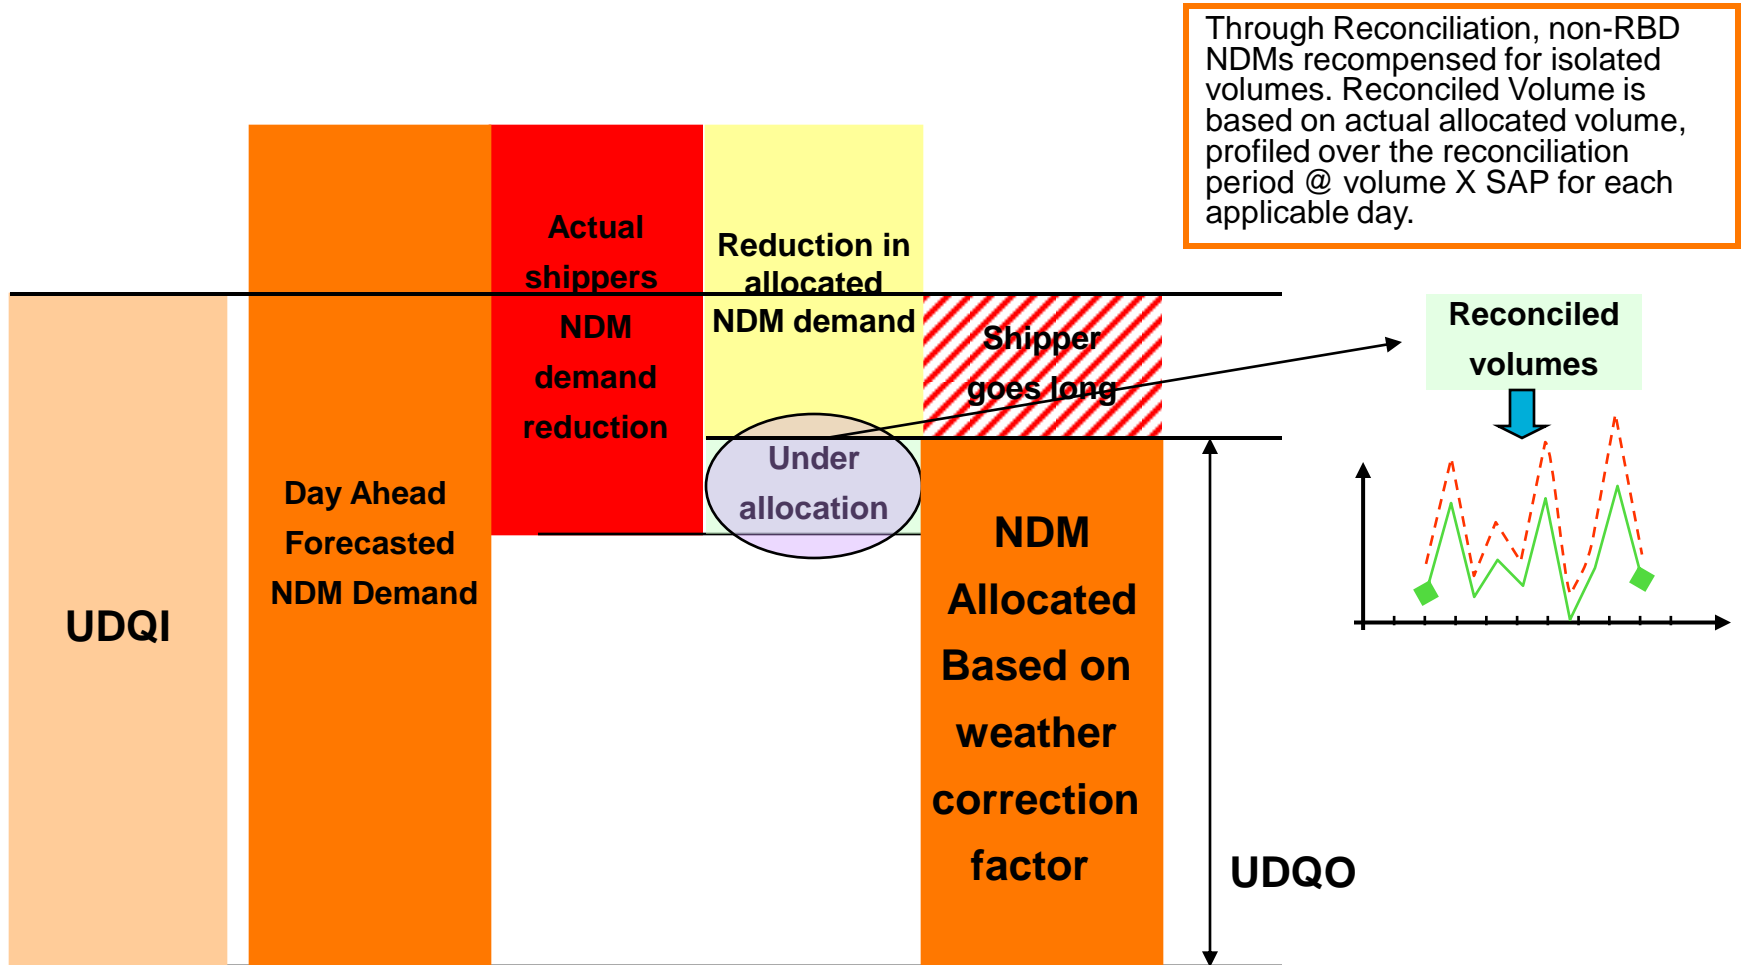 Through Reconciliation, non-RBD
NDMs recompensed for isolated
volumes. Reconciled Volume is
based on actual allocated volume,
profiled over the reconciliation
period @ volume X SAP for each
applicable day.
UDQI
Day Ahead
Forecasted
NDM Demand
Actual
shippers
NDM
demand
reduction
Reduction in
allocated
NDM demand
Under
allocation
Shipper
goes long
NDM
Allocated
Based on
weather
correction
factor
UDQO
Reconciled
volumes